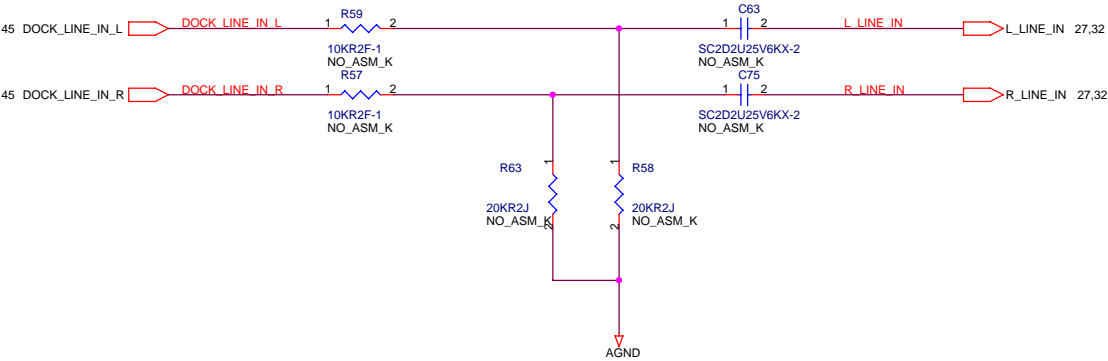 45 DOCK_LINE_IN_L DOCK_LINE_IN_L 1 R59 2 1 C63 2 L_LINE_IN L_LINE_IN 27,32
10KR2F-1 SC2D2U25V6KX-2
NO_ASM_K NO_ASM_K
45 DOCK_LINE_IN_R DOCK_LINE_IN_R 1 R57 2 1 C75 2 R_LINE_IN R_LINE_IN 27,32
10KR2F-1 SC2D2U25V6KX-2
NO_ASM_K NO_ASM_K
1 1
R63 R58
20KR2J 20KR2J
NO_ASM_K NO_ASM_K
2 2
AGND